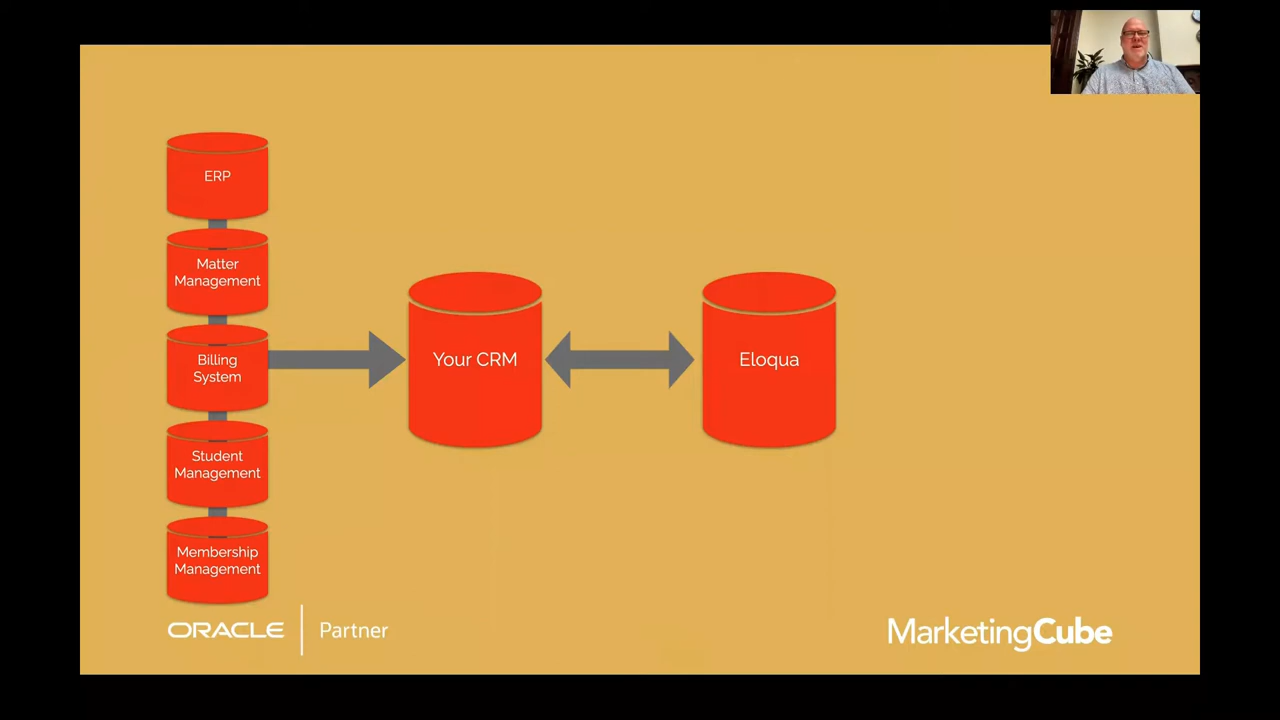 ERP
Matter
Management
Billing
System
Student
Management
Membership
Management
Your CRM
Eloqua
ORACLE
Partner
MarketingCube